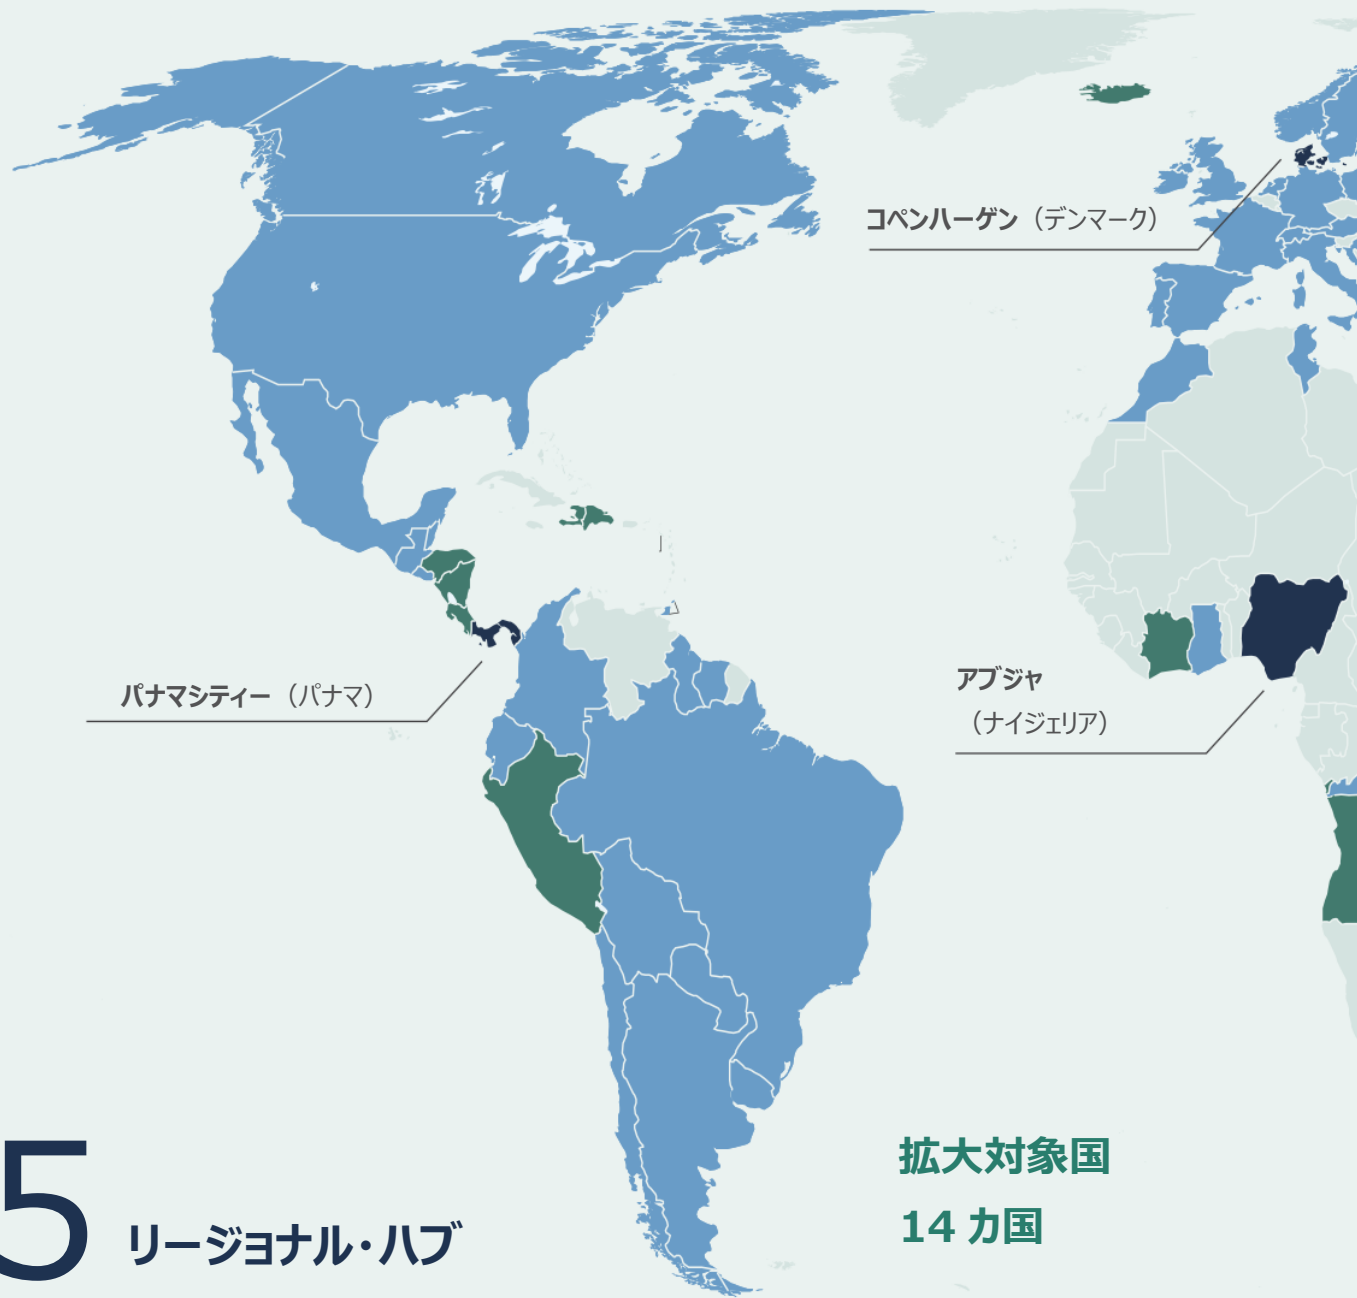 コペンハーゲン（デンマーク）
パナマシティー（パナマ）
アブジャ
（ナイジェリア）
5 リージョナル・ハブ
拡大対象国
14 カ国